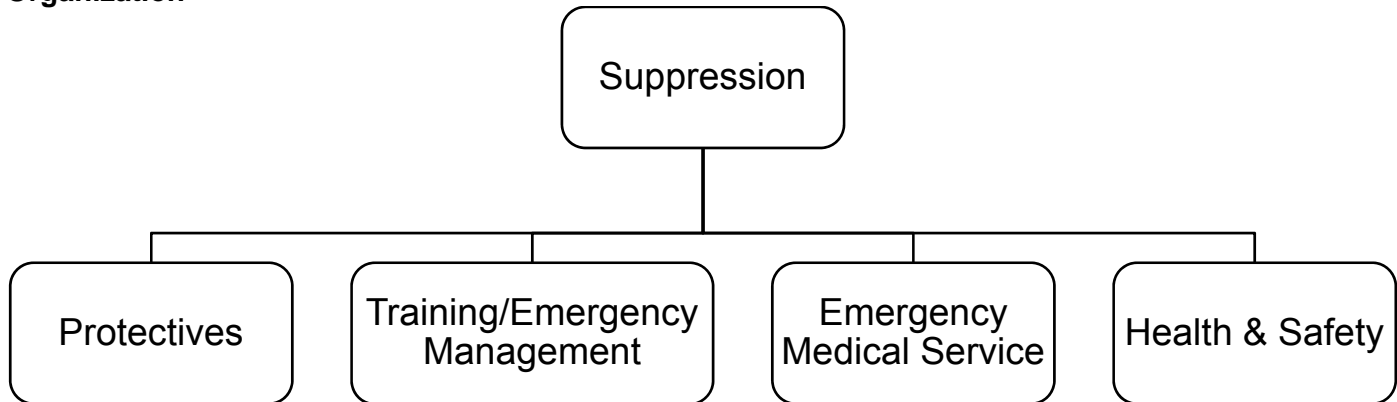 Organization
Suppression
Protectives
Training/Emergency
Management
Emergency
Medical Service
Health & Safety